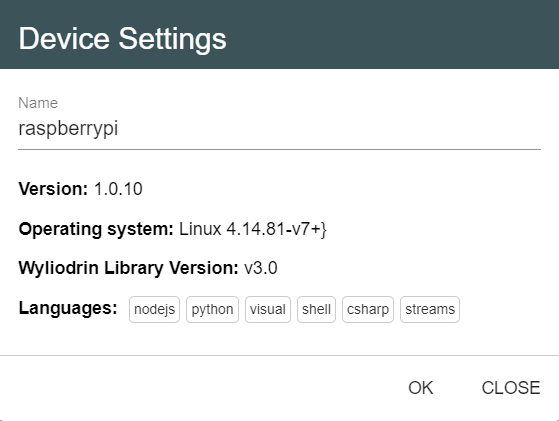 Device Settings
Name
raspberrypi
Version: 1.0.10
Operating system: Linux 4.14.81-v7+}
Wyliodrin Library Version: v3.0
Languages: nodejs python visual shell csharp streams
OK CLOSE